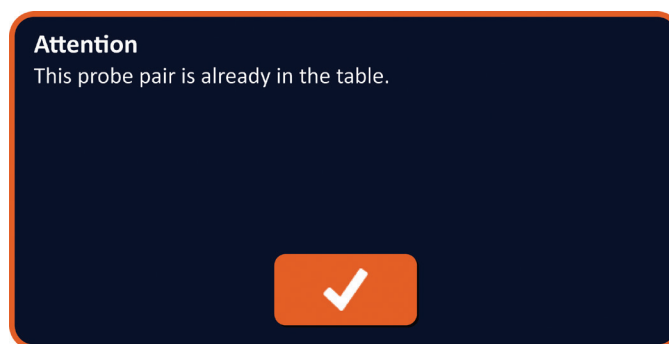 Attention
This probe pair is already in the table.